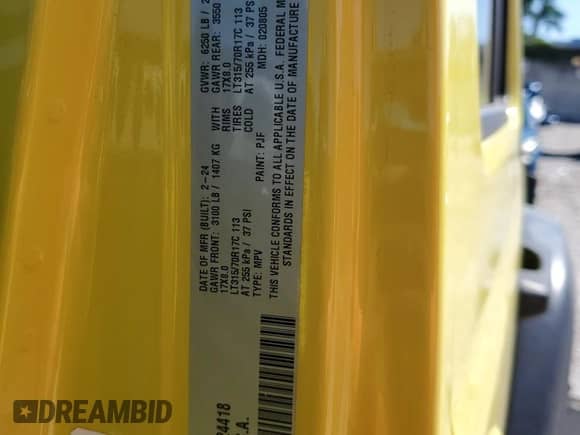 DATE OF MFR (BUILT): 2-24 GVWR: 6250 LB /
GAWR FRONT: 3100 LB / 1407 KG WITH GAWR REAR: 3550
17X8.0 RIMS 17X8.0
LT315/70R17C 113 TIRES LT315/70R17C 113
AT 255 kPa / 37 PSI COLD AT 255 kPa / 37 PS
TYPE: MPV PAINT: PJF MDH: 020805
THIS VEHICLE CONFORMS TO ALL APPLICABLE U.S.A. FEDERAL M
STANDARDS IN EFFECT ON THE DATE OF MANUFACTURE
4418
.A.
DREAMBID